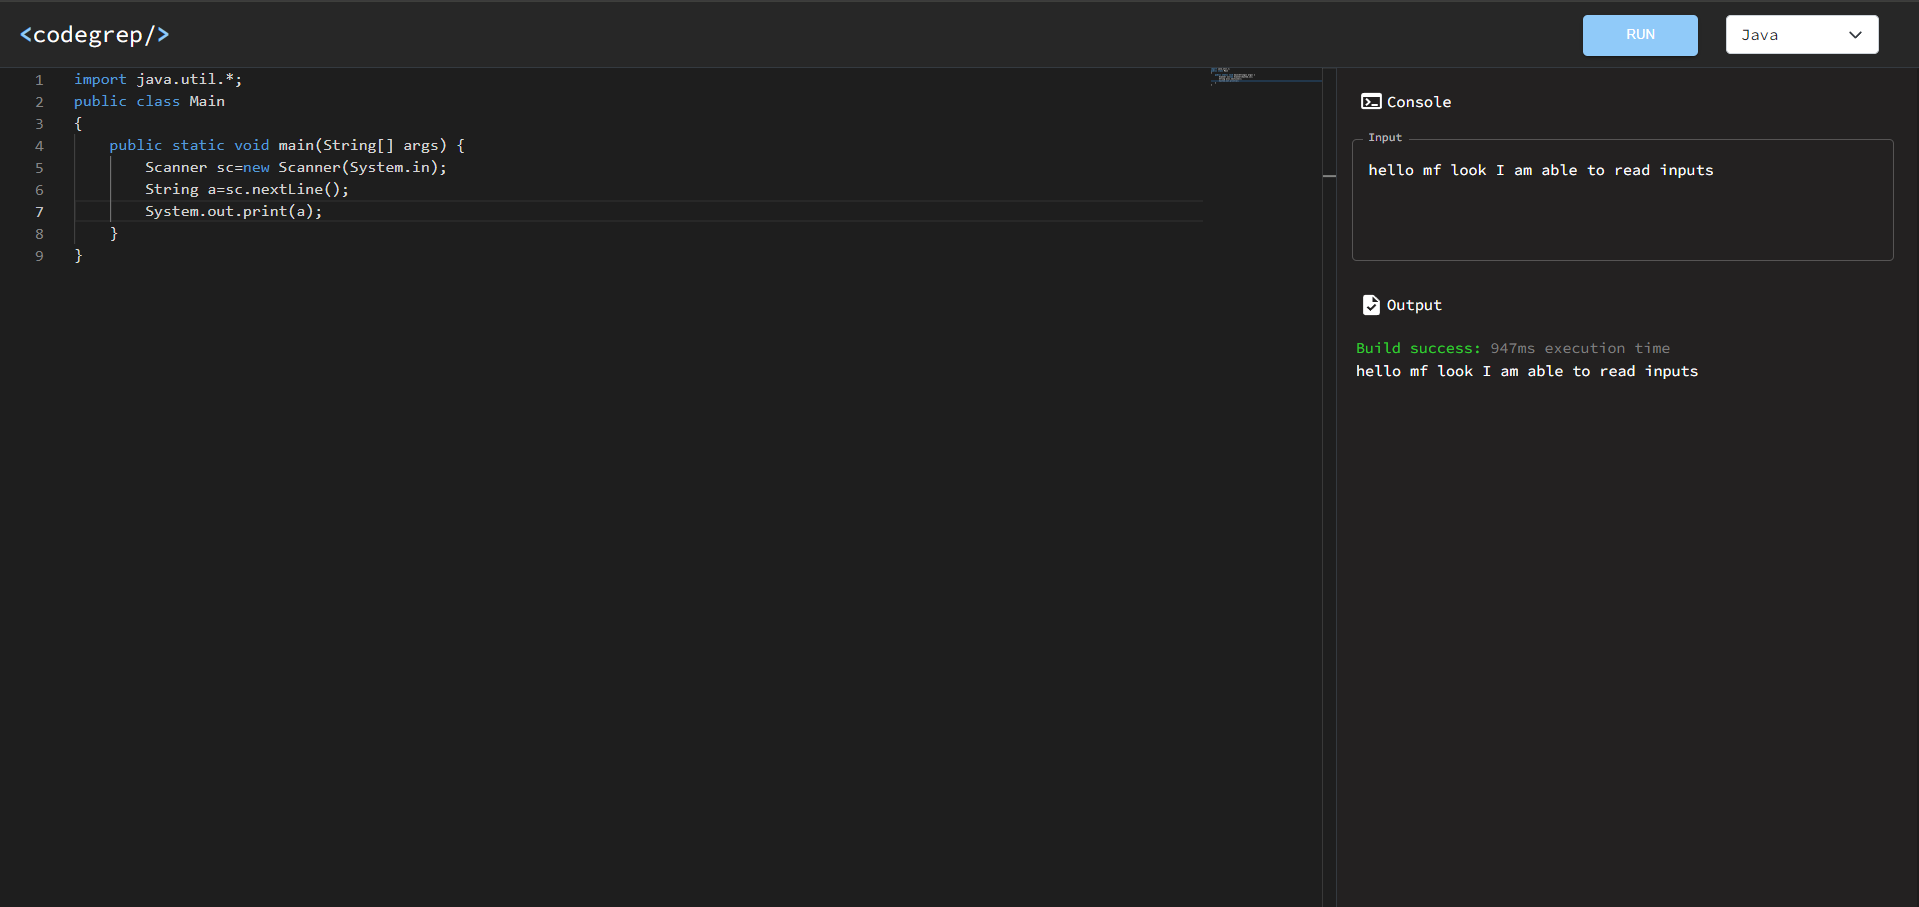 <codegrep/>
RUN
Java
1 import java.util.*;
2 public class Main
3 {
4     public static void main(String[] args) {
5         Scanner sc=new Scanner(System.in);
6         String a=sc.nextLine();
7         System.out.print(a);
8     }
9 }
Console
Input
hello mf look I am able to read inputs
Output
Build success: 947ms execution time
hello mf look I am able to read inputs